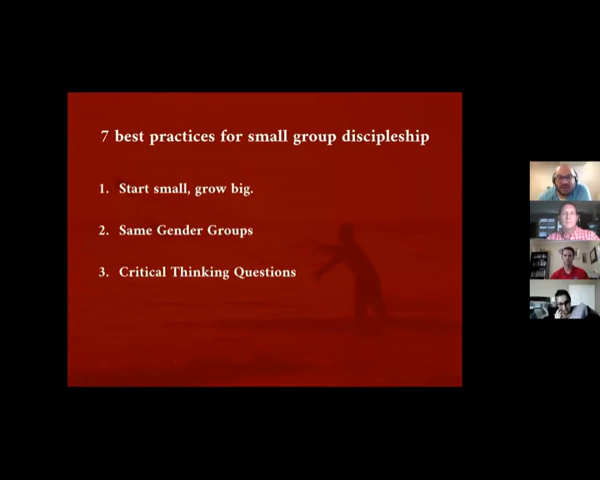 7 best practices for small group discipleship
1. Start small, grow big.
2. Same Gender Groups
3. Critical Thinking Questions